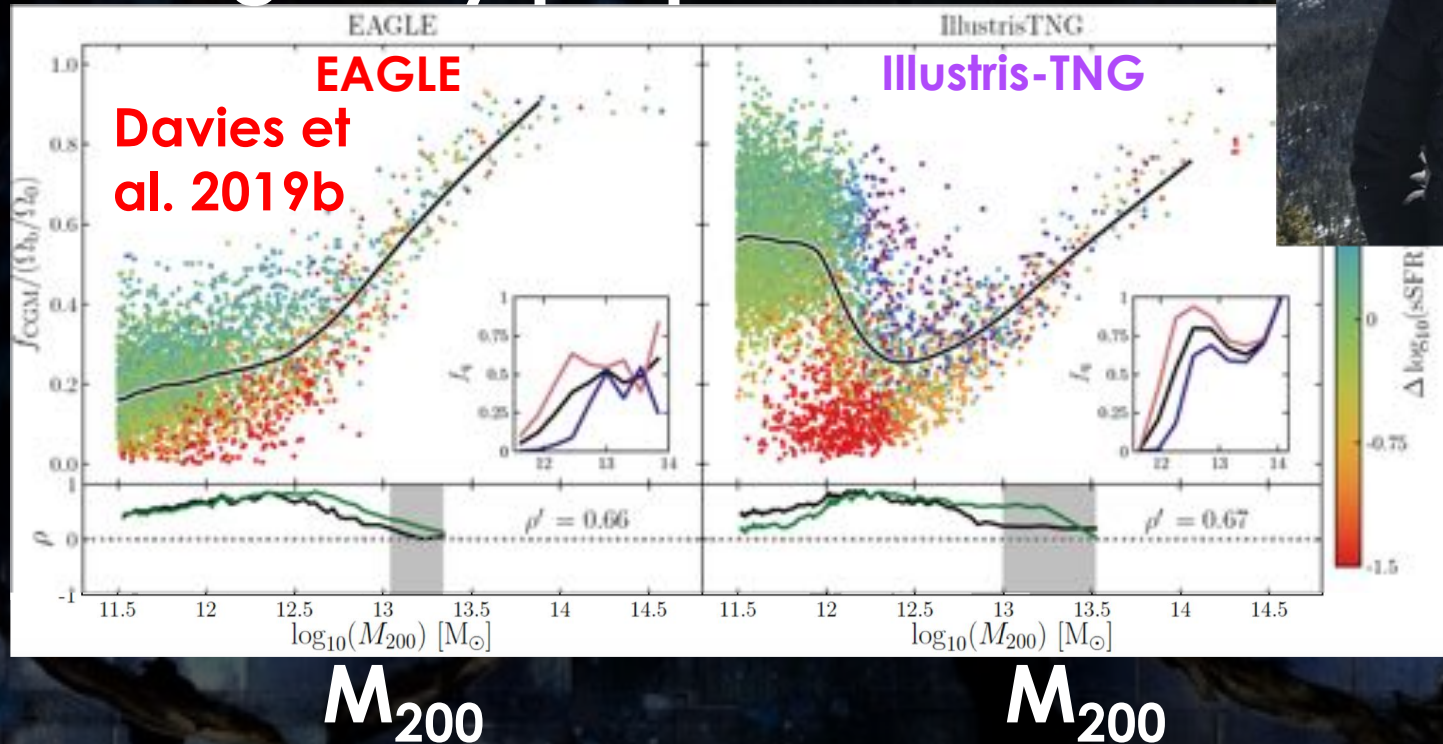 EAGLE
IllustrisTNG
EAGLE
Illustris-TNG
Davies et
al. 2019b
f_CGM/(Ω_b/Ω_0)
1.0
0.8
0.6
0.4
0.2
0.0
f_q
1
0.75
0.5
0.25
0
12 13 14
f_q
1
0.75
0.5
0.25
0
12 13 14
0
-0.75
-1.5
Δ log₁₀(sSFR)
ρ
1
0
-1
ρ′ = 0.66
ρ′ = 0.67
11.5 12 12.5 13 13.5 14 14.5
11.5 12 12.5 13 13.5 14 14.5
log₁₀(M₂₀₀) [M⊙]
log₁₀(M₂₀₀) [M⊙]
M₂₀₀
M₂₀₀